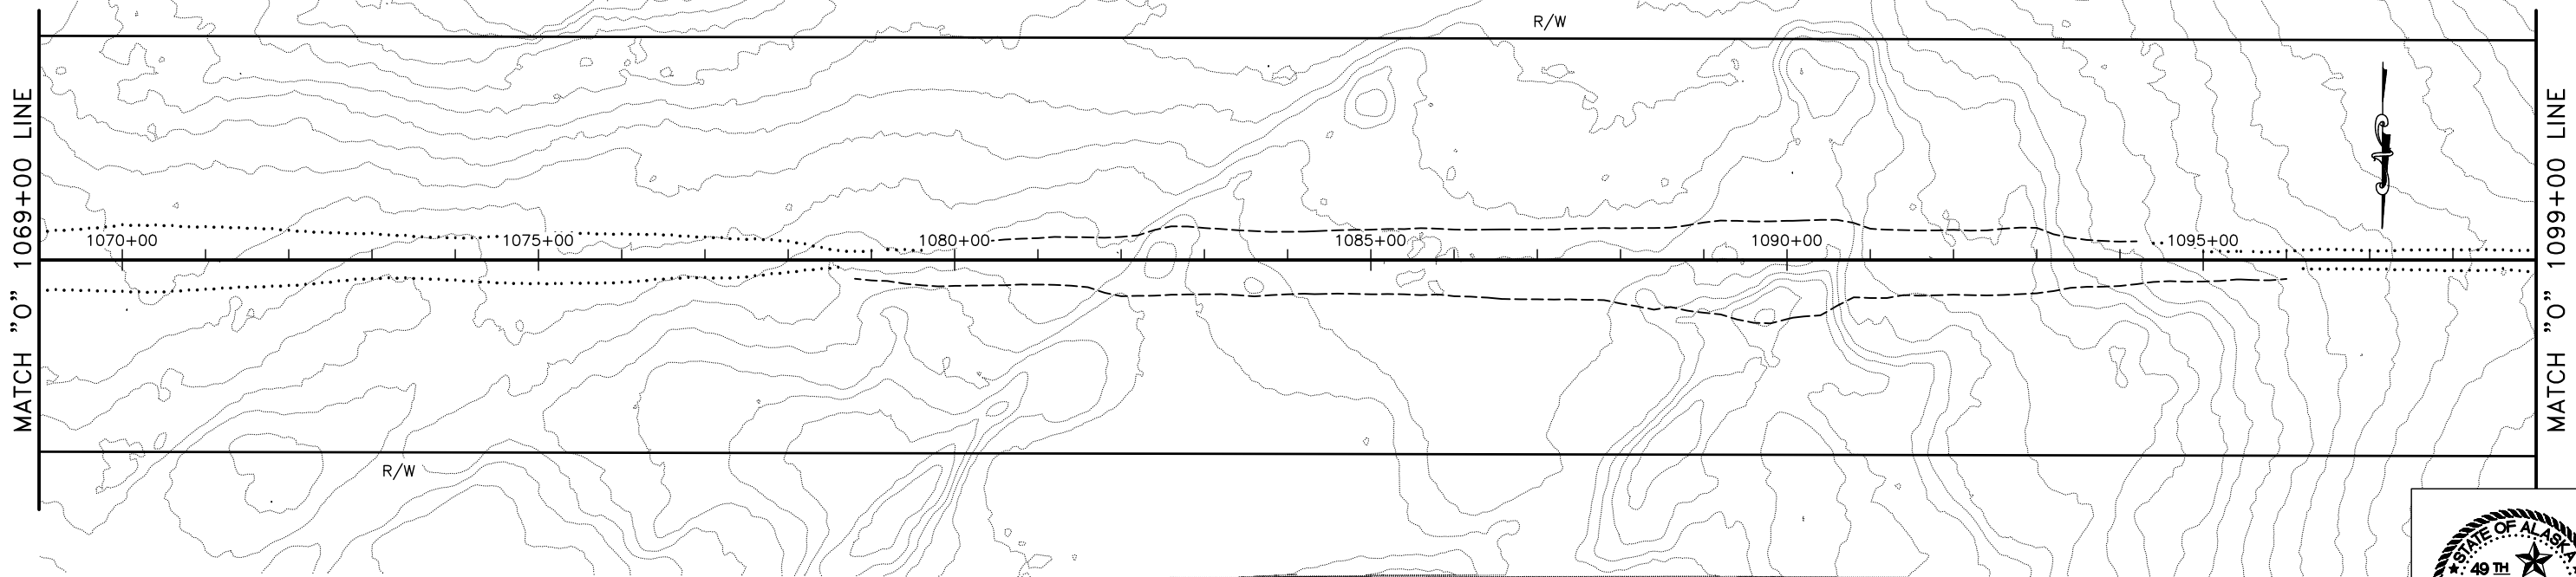 R/W
MATCH "O" 1069+00 LINE
1070+00
1075+00
1080+00
1085+00
1090+00
1095+00
MATCH "O" 1099+00 LINE
R/W
STATE OF ALASKA
49 TH